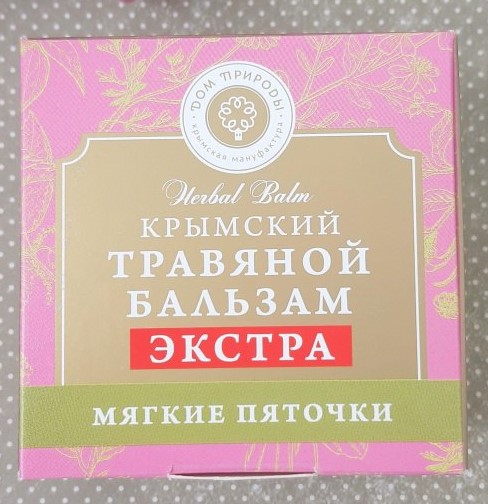 ДОМ ПРИРОДЫ
крымская мануфактура
Herbal Balm
КРЫМСКИЙ
ТРАВЯНОЙ
БАЛЬЗАМ
ЭКСТРА
МЯГКИЕ ПЯТОЧКИ